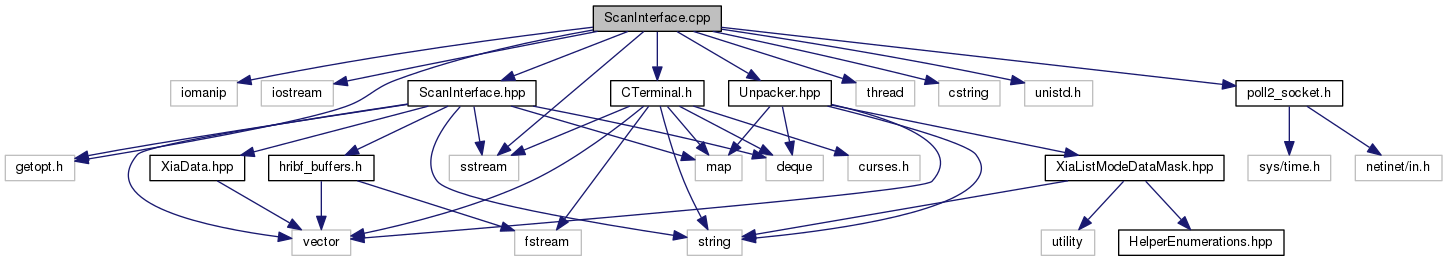 ScanInterface.cpp
iomanip
iostream
ScanInterface.hpp
CTerminal.h
Unpacker.hpp
thread
cstring
unistd.h
poll2_socket.h
getopt.h
XiaData.hpp
hribf_buffers.h
sstream
map
deque
curses.h
XiaListModeDataMask.hpp
sys/time.h
netinet/in.h
vector
fstream
string
utility
HelperEnumerations.hpp